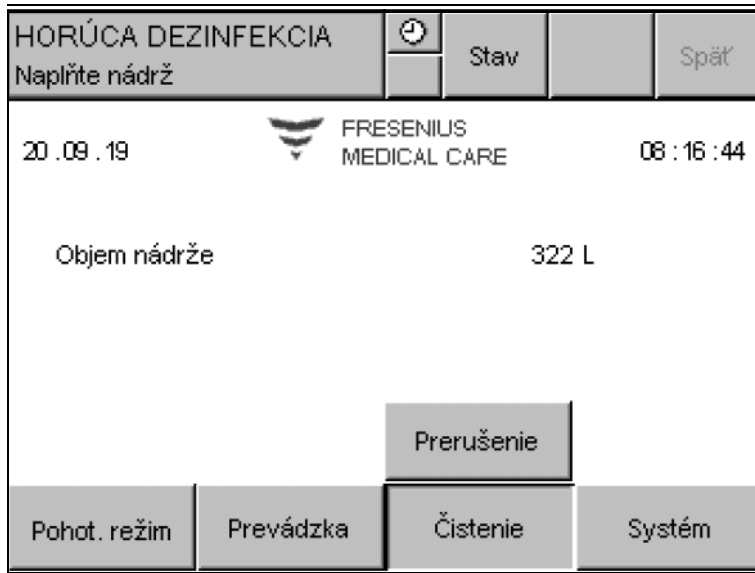 HORÚCA DEZINFEKCIA
Naplňte nádrž
Stav
Späť
20.09.19
FRESENIUS
MEDICAL CARE
08:16:44
Objem nádrže 322 L
Prerušenie
Pohot. režim
Prevádzka
Čistenie
Systém